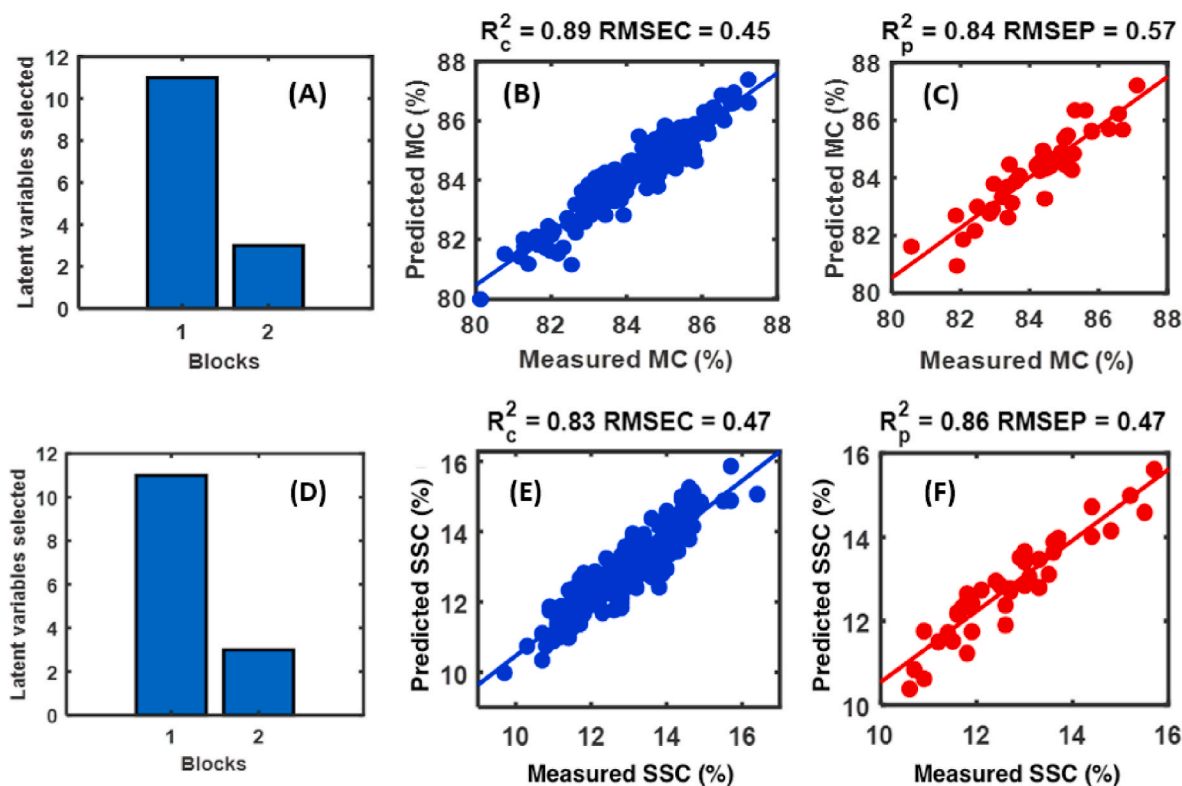 (A)
Latent variables selected
12
10
8
6
4
2
0
1 2
Blocks
R²c = 0.89 RMSEC = 0.45
(B)
Predicted MC (%)
88
86
84
82
80
80 82 84 86 88
Measured MC (%)
R²p = 0.84 RMSEP = 0.57
(C)
Predicted MC (%)
88
86
84
82
80
80 82 84 86 88
Measured MC (%)
(D)
Latent variables selected
12
10
8
6
4
2
0
1 2
Blocks
R²c = 0.83 RMSEC = 0.47
(E)
Predicted SSC (%)
16
14
12
10
10 12 14 16
Measured SSC (%)
R²p = 0.86 RMSEP = 0.47
(F)
Predicted SSC (%)
16
14
12
10
10 12 14 16
Measured SSC (%)